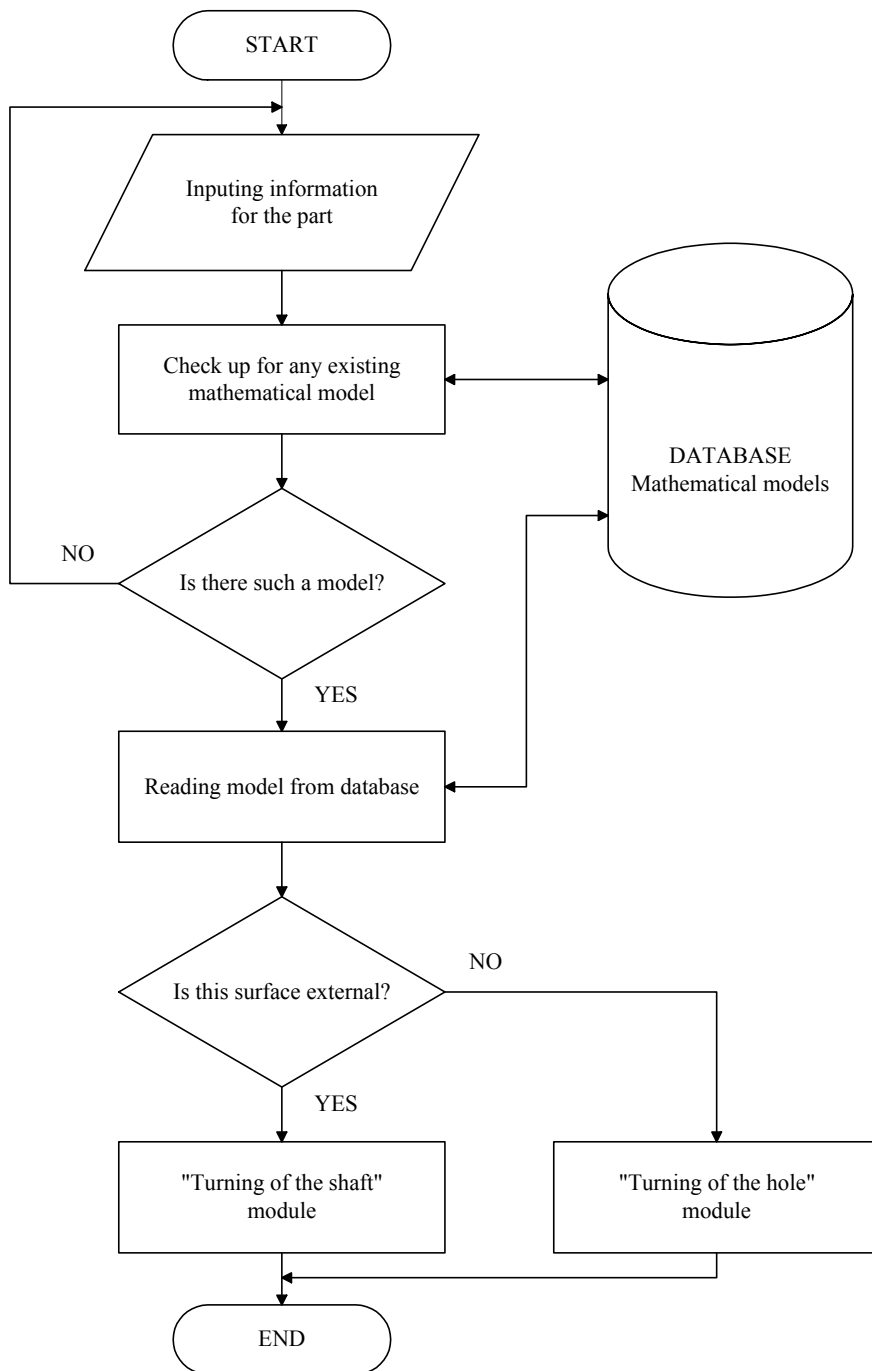 START
Inputing information
for the part
Check up for any existing
mathematical model
DATABASE
Mathematical models
NO
Is there such a model?
YES
Reading model from database
NO
Is this surface external?
YES
"Turning of the shaft"
module
"Turning of the hole"
module
END